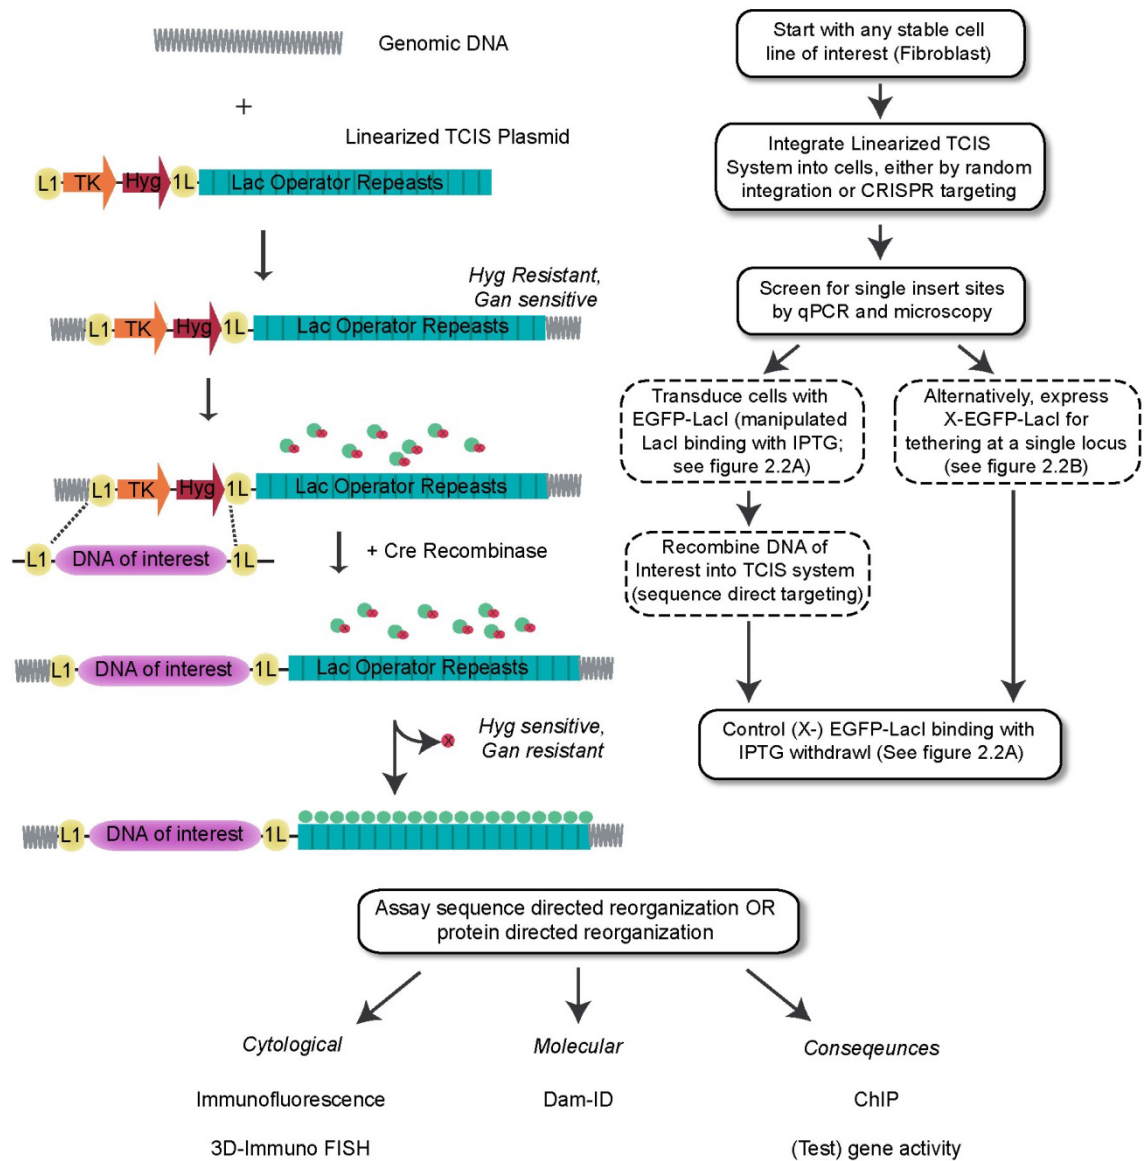 Genomic DNA
+
Linearized TCIS Plasmid
L1 TK Hyg 1L Lac Operator Repeasts
Hyg Resistant,
Gan sensitive
L1 TK Hyg 1L Lac Operator Repeasts
X X X X X X X X
L1 TK Hyg 1L Lac Operator Repeasts
L1 DNA of interest 1L
+ Cre Recombinase
X X X X X X X X
L1 DNA of interest 1L Lac Operator Repeasts
X
Hyg sensitive,
Gan resistant
L1 DNA of interest 1L
Start with any stable cell
line of interest (Fibroblast)
Integrate Linearized TCIS
System into cells, either by random
integration or CRISPR targeting
Screen for single insert sites
by qPCR and microscopy
Transduce cells with
EGFP-LacI (manipulated
LacI binding with IPTG;
see figure 2.2A)
Alternatively, express
X-EGFP-LacI for
tethering at a single locus
(see figure 2.2B)
Recombine DNA of
Interest into TCIS system
(sequence direct targeting)
Control (X-) EGFP-LacI binding with
IPTG withdrawl (See figure 2.2A)
Assay sequence directed reorganization OR
protein directed reorganization
Cytological
Immunofluorescence
3D-Immuno FISH
Molecular
Dam-ID
Conseqeunces
ChIP
(Test) gene activity